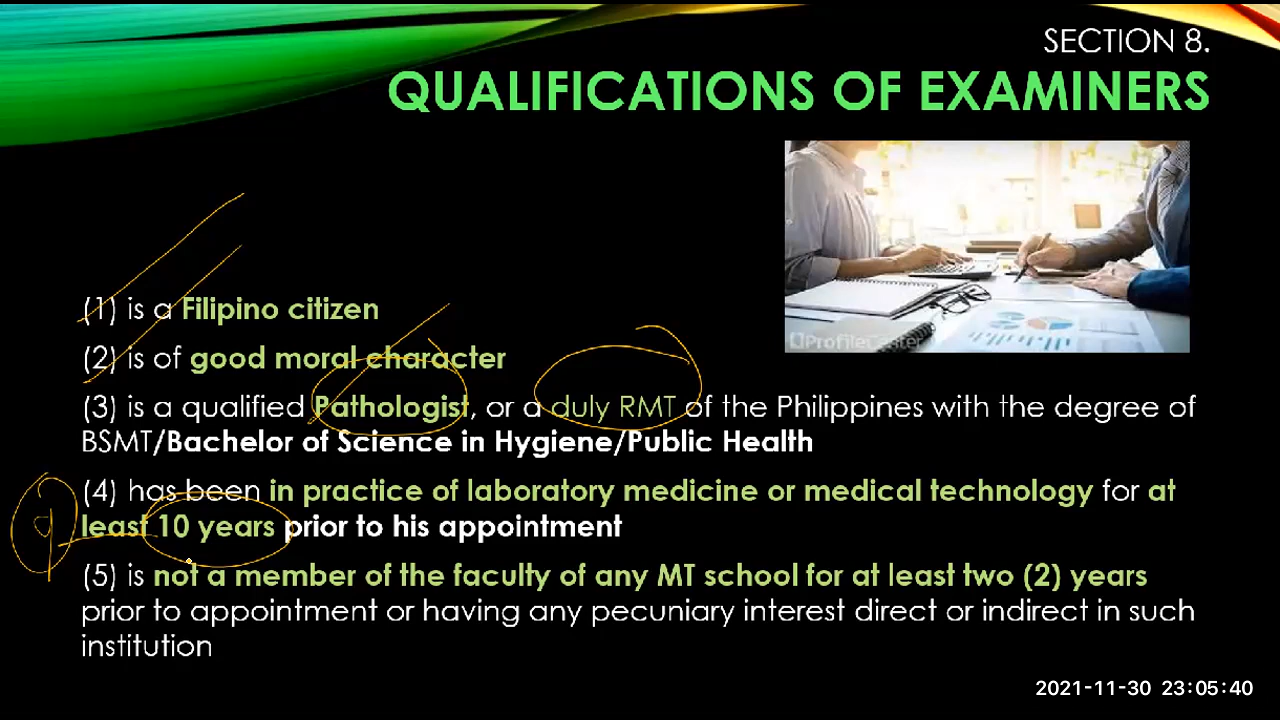 SECTION 8.
QUALIFICATIONS OF EXAMINERS
ProfileCenter
(1) is a Filipino citizen
(2) is of good moral character
(3) is a qualified Pathologist, or a duly RMT of the Philippines with the degree of
BSMT/Bachelor of Science in Hygiene/Public Health
(4) has been in practice of laboratory medicine or medical technology for at
least 10 years prior to his appointment
(5) is not a member of the faculty of any MT school for at least two (2) years
prior to appointment or having any pecuniary interest direct or indirect in such
institution
2021-11-30 23:05:40